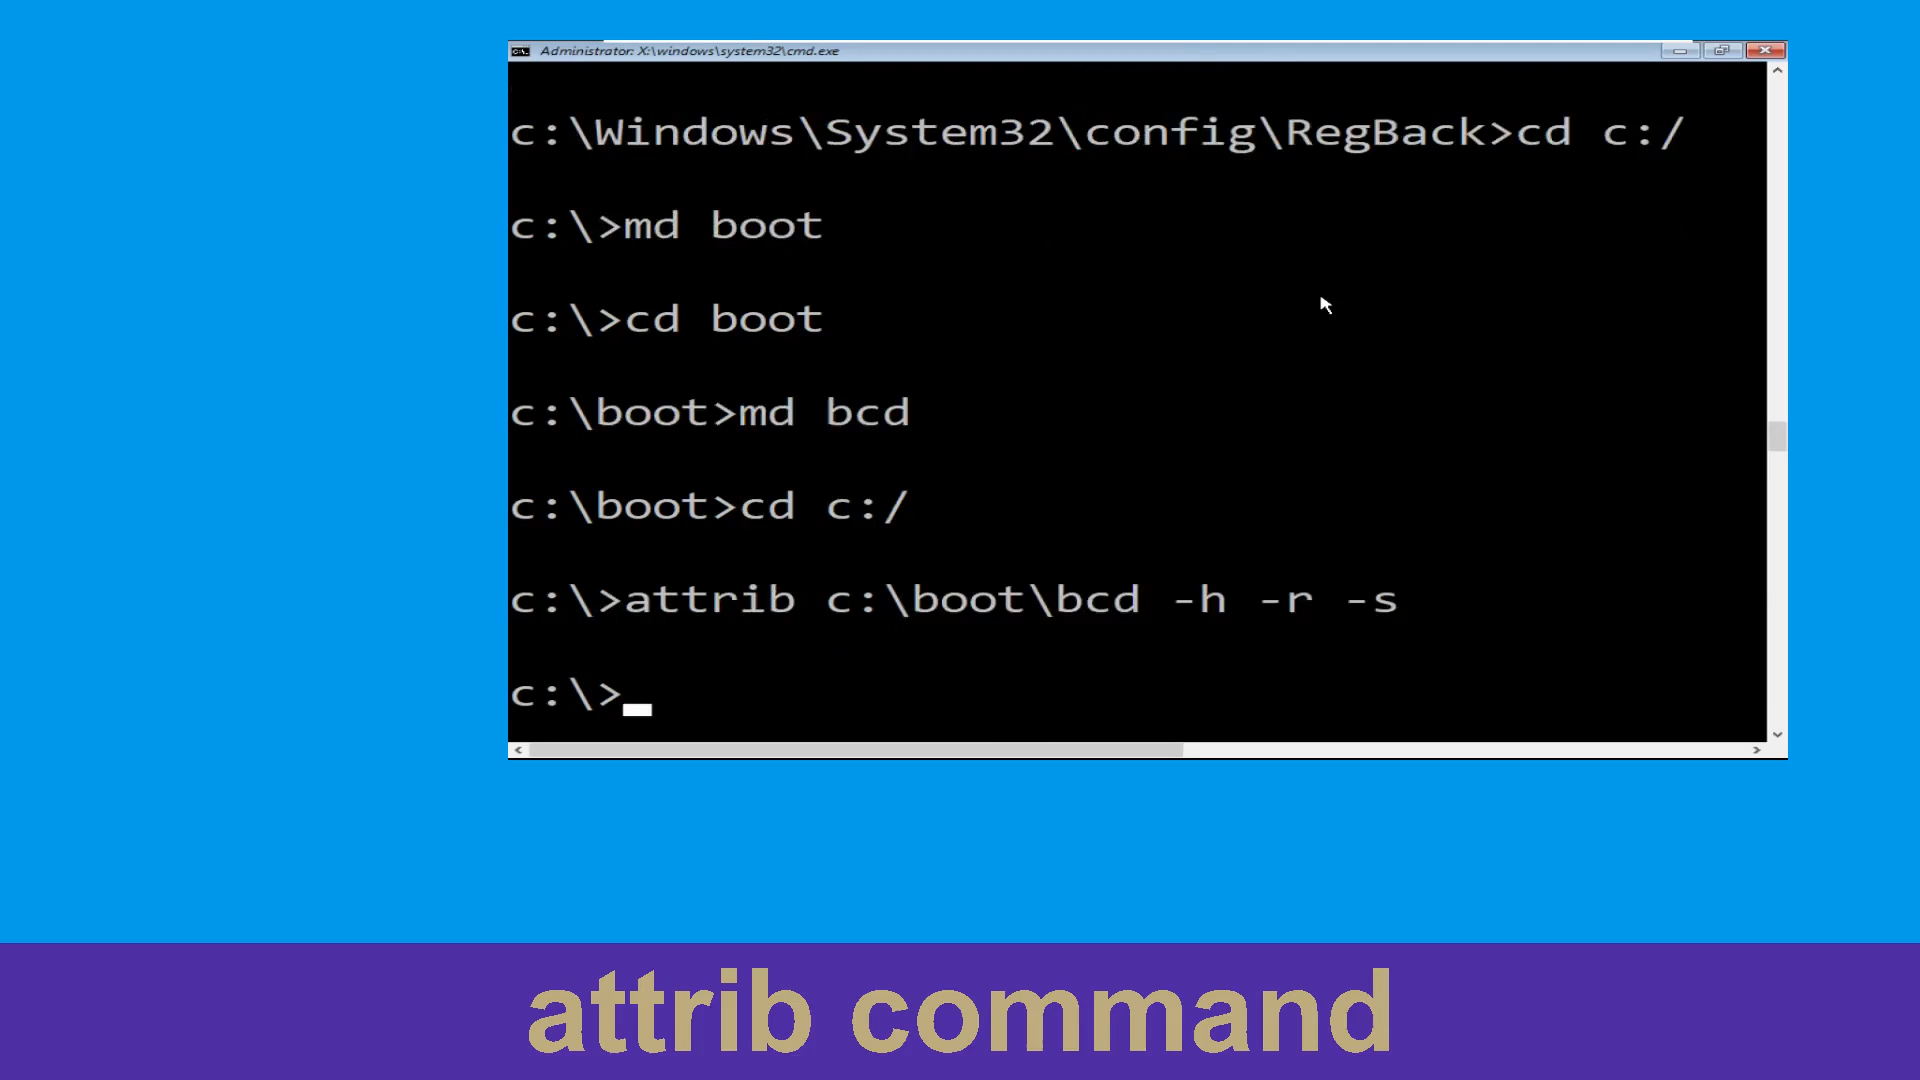 Administrator: X:\windows\system32\cmd.exe
c:\Windows\System32\config\RegBack>cd c:/
c:\>md boot
c:\>cd boot
c:\boot>md bcd
c:\boot>cd c:/
c:\>attrib c:\boot\bcd -h -r -s
c:\>
attrib command